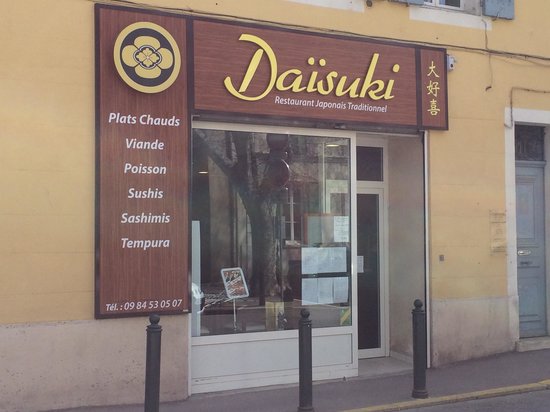 Daïsuki
Restaurant Japonais Traditionnel
大好喜
Plats Chauds
Viande
Poisson
Sushis
Sashimis
Tempura
Tél. : 09 84 53 05 07